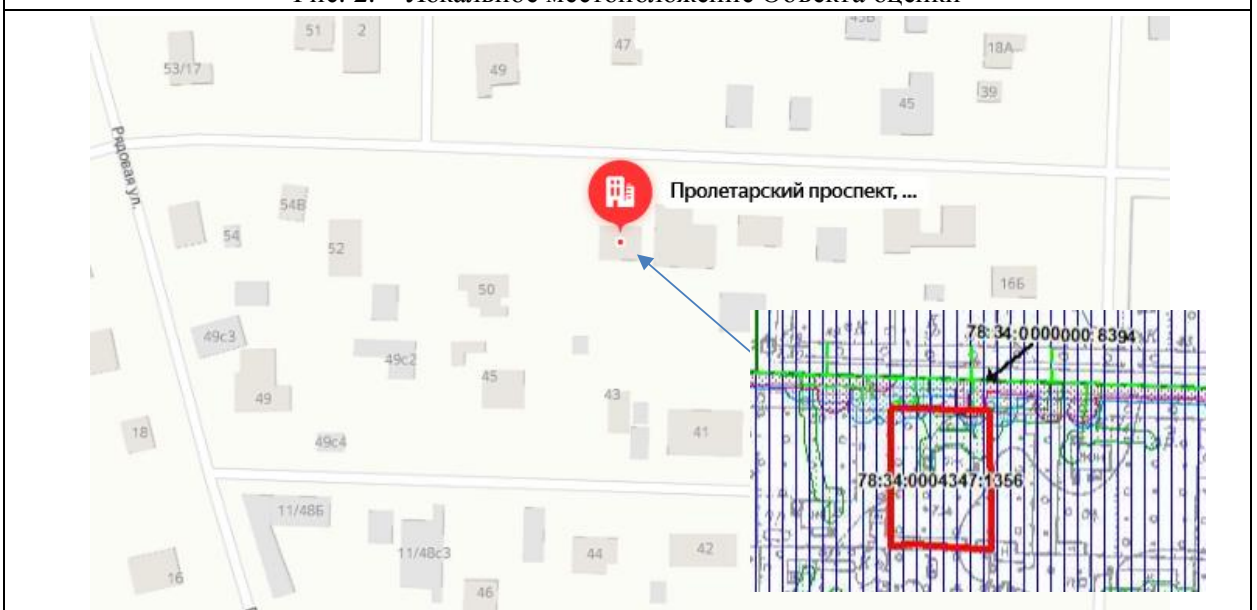 Рис. 2. Локальное местоположение Объекта оценки
51
2
47
43В
18А
53/17
49
45
39
Рядовая ул.
Пролетарский проспект, ...
54В
54
52
50
16Б
49с3
49с2
45
49
43
41
18
49с4
11/48Б
11/48с3
44
42
16
46
78:34:0000000:8394
78:34:0004347:1356